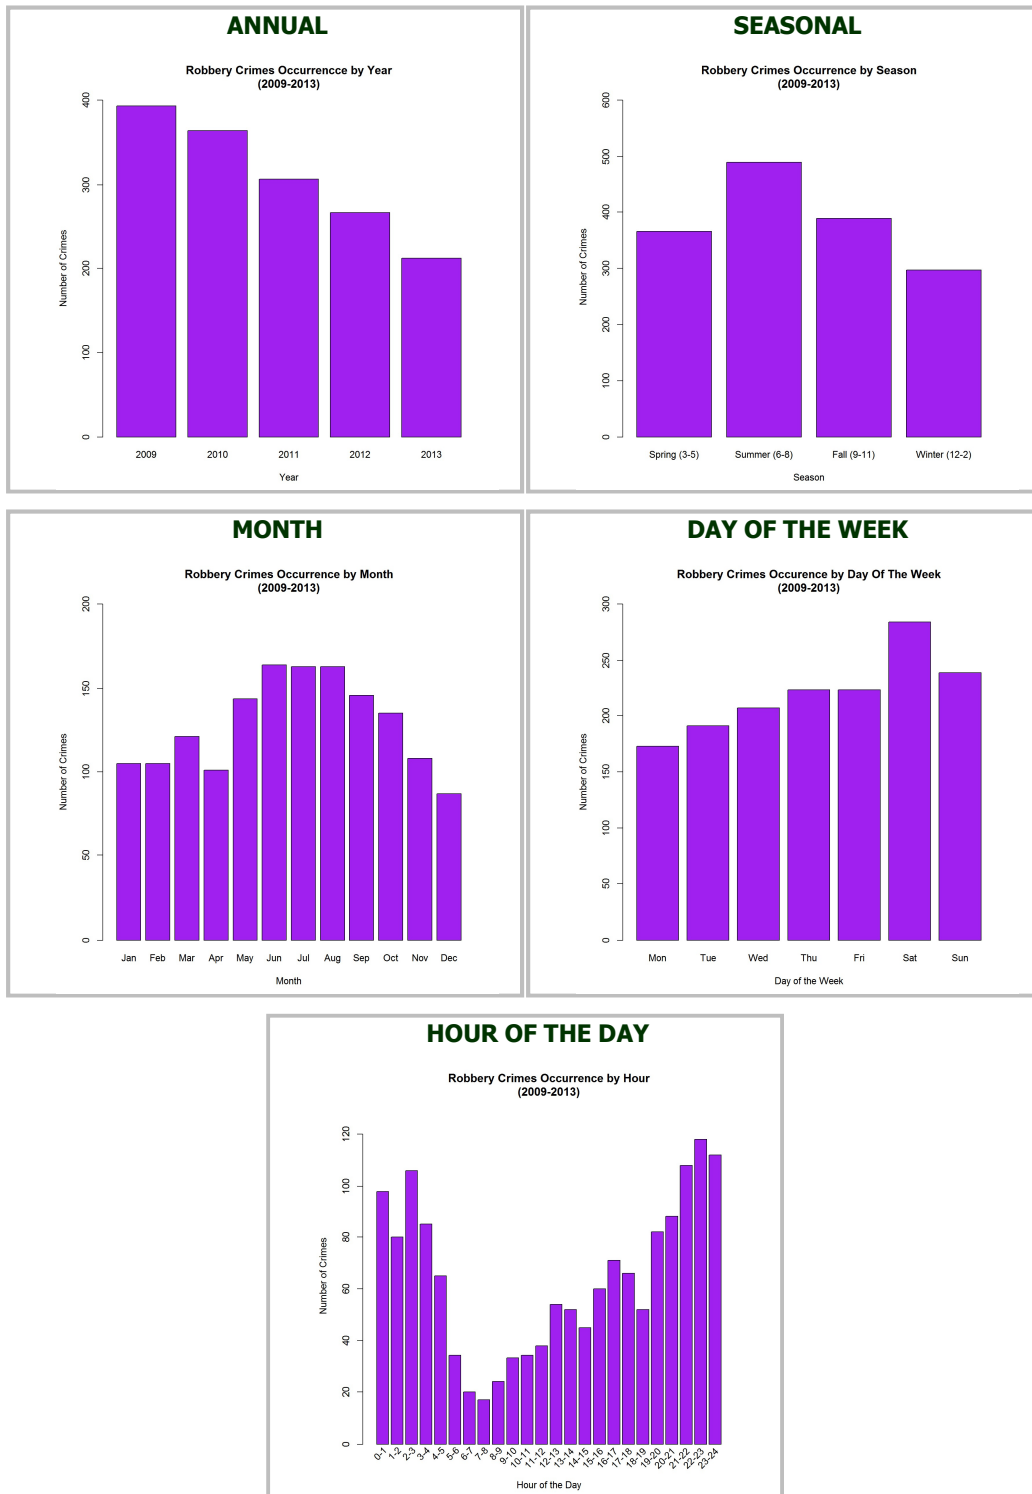 ANNUAL
Robbery Crimes Occurrencce by Year
(2009-2013)
400
300
200
100
0
Number of Crimes
2009 2010 2011 2012 2013
Year
SEASONAL
Robbery Crimes Occurrence by Season
(2009-2013)
600
500
400
300
200
100
0
Number of Crimes
Spring (3-5) Summer (6-8) Fall (9-11) Winter (12-2)
Season
MONTH
Robbery Crimes Occurrence by Month
(2009-2013)
200
150
100
50
0
Number of Crimes
Jan Feb Mar Apr May Jun Jul Aug Sep Oct Nov Dec
Month
DAY OF THE WEEK
Robbery Crimes Occurence by Day Of The Week
(2009-2013)
300
250
200
150
100
50
0
Number of Crimes
Mon Tue Wed Thu Fri Sat Sun
Day of the Week
HOUR OF THE DAY
Robbery Crimes Occurrence by Hour
(2009-2013)
120
100
80
60
40
20
0
Number of Crimes
0-1 1-2 2-3 3-4 4-5 5-6 6-7 7-8 8-9 9-10 10-11 11-12 12-13 13-14 14-15 15-16 16-17 17-18 18-19 19-20 20-21 21-22 22-23 23-24
Hour of the Day